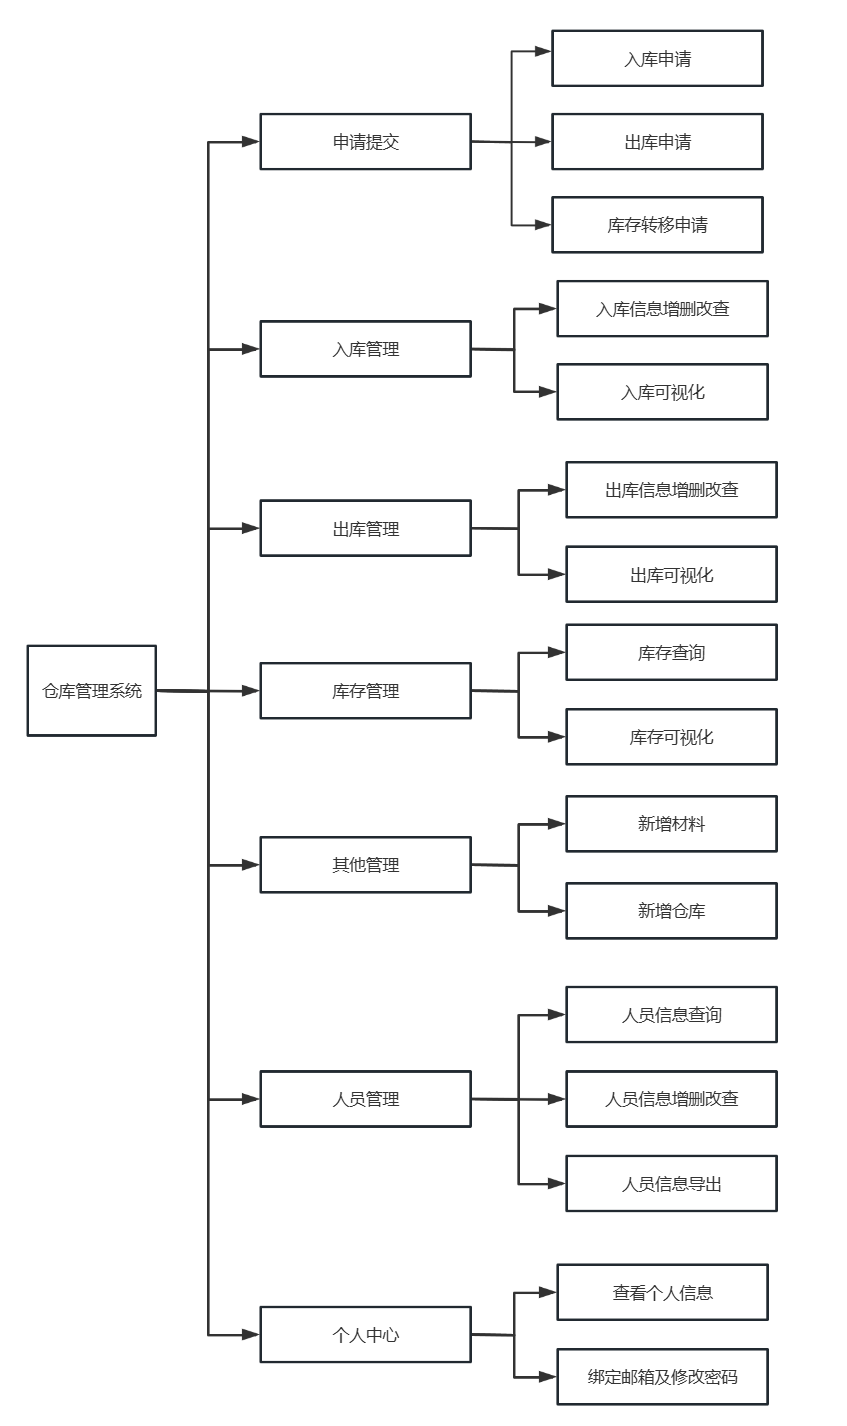 仓库管理系统
申请提交
入库申请
出库申请
库存转移申请
入库管理
入库信息增删改查
入库可视化
出库管理
出库信息增删改查
出库可视化
库存管理
库存查询
库存可视化
其他管理
新增材料
新增仓库
人员管理
人员信息查询
人员信息增删改查
人员信息导出
个人中心
查看个人信息
绑定邮箱及修改密码